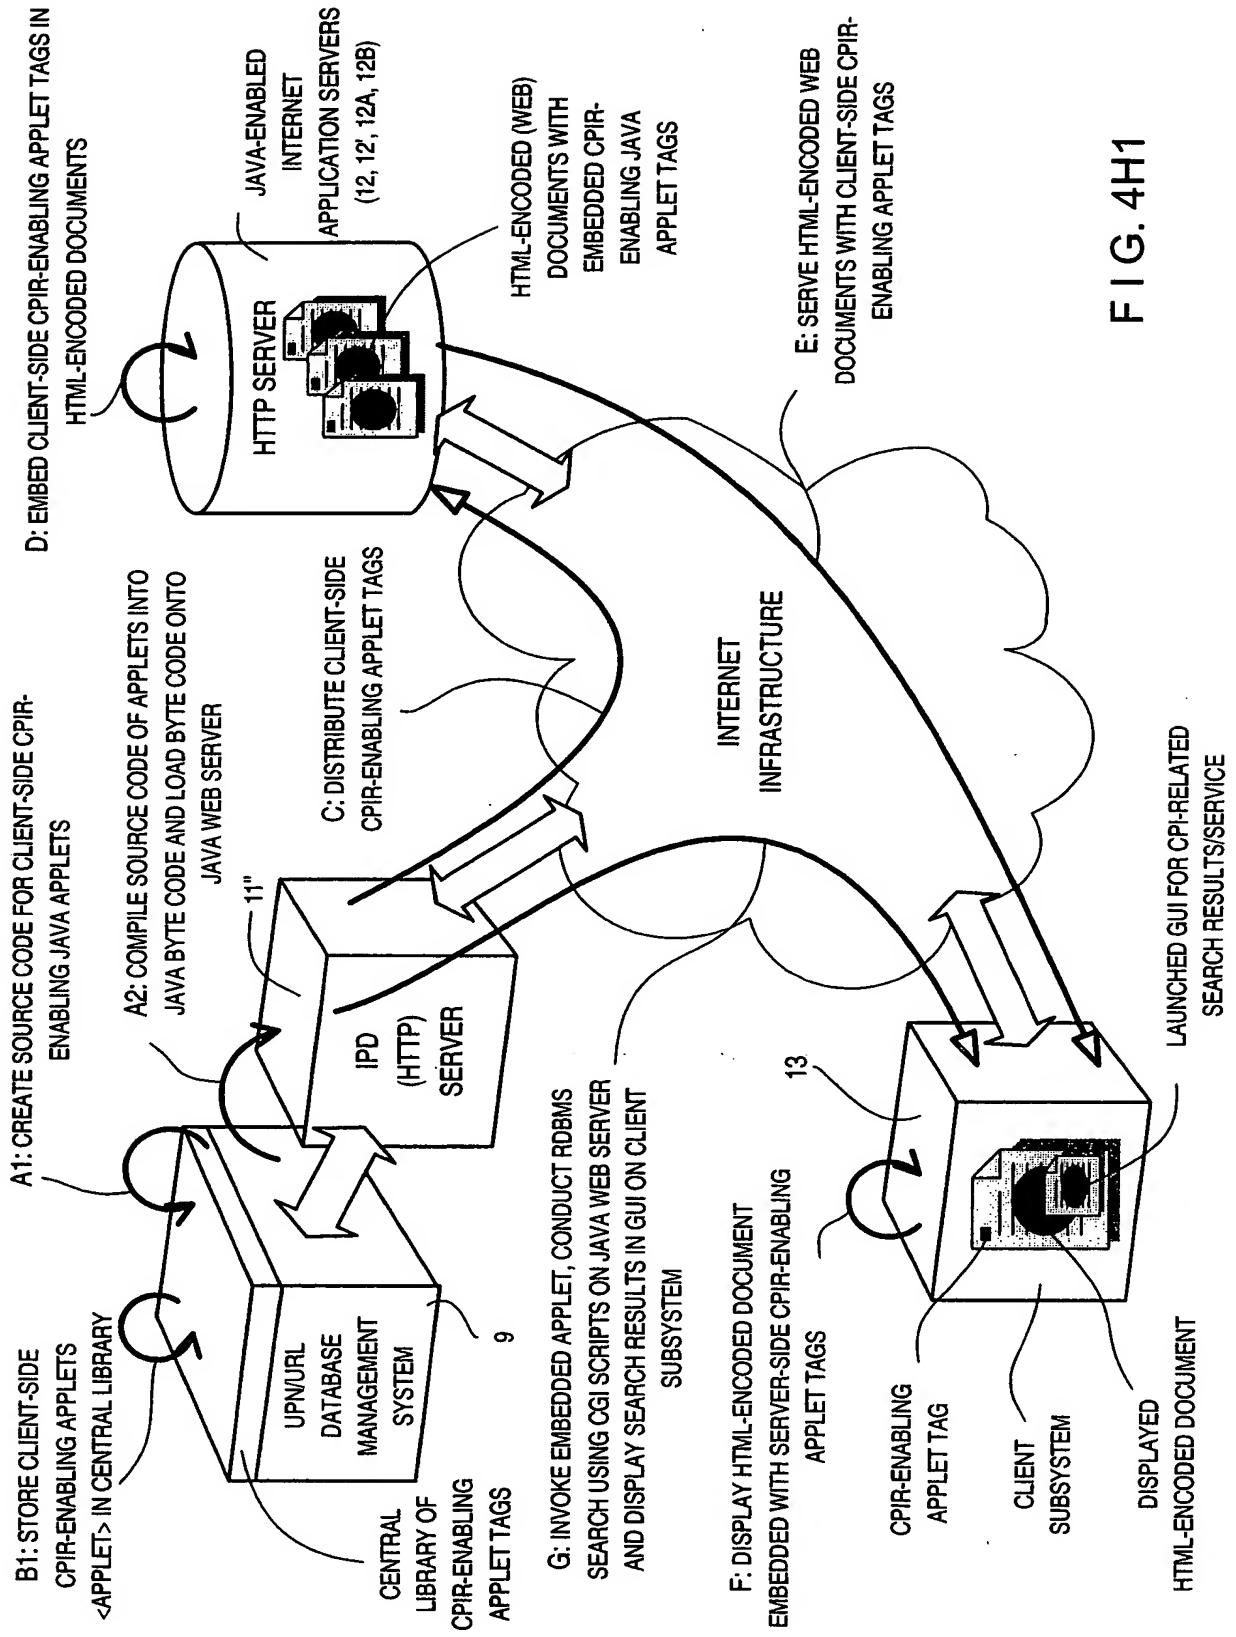 A1: CREATE SOURCE CODE FOR CLIENT-SIDE CPIR-
ENABLING JAVA APPLETS
B1: STORE CLIENT-SIDE
CPIR-ENABLING APPLETS
<APPLET> IN CENTRAL LIBRARY
A2: COMPILE SOURCE CODE OF APPLETS INTO
JAVA BYTE CODE AND LOAD BYTE CODE ONTO
JAVA WEB SERVER
D: EMBED CLIENT-SIDE CPIR-ENABLING APPLET TAGS IN
HTML-ENCODED DOCUMENTS
JAVA-ENABLED
INTERNET
APPLICATION SERVERS
(12, 12', 12A, 12B)
HTTP SERVER
HTML-ENCODED (WEB)
DOCUMENTS WITH
EMBEDDED CPIR-
ENABLING JAVA
APPLET TAGS
11"
IPD
(HTTP)
SERVER
UPN/URL
DATABASE
MANAGEMENT
SYSTEM
9
CENTRAL
LIBRARY OF
CPIR-ENABLING
APPLET TAGS
C: DISTRIBUTE CLIENT-SIDE
CPIR-ENABLING APPLET TAGS
INTERNET
INFRASTRUCTURE
E: SERVE HTML-ENCODED WEB
DOCUMENTS WITH CLIENT-SIDE CPIR-
ENABLING APPLET TAGS
G: INVOKE EMBEDDED APPLET, CONDUCT RDBMS
SEARCH USING CGI SCRIPTS ON JAVA WEB SERVER
AND DISPLAY SEARCH RESULTS IN GUI ON CLIENT
SUBSYSTEM
F: DISPLAY HTML-ENCODED DOCUMENT
EMBEDDED WITH SERVER-SIDE CPIR-ENABLING
APPLET TAGS
13
CPIR-ENABLING
APPLET TAG
CLIENT
SUBSYSTEM
DISPLAYED
HTML-ENCODED DOCUMENT
LAUNCHED GUI FOR CPI-RELATED
SEARCH RESULTS/SERVICE
FIG. 4H1